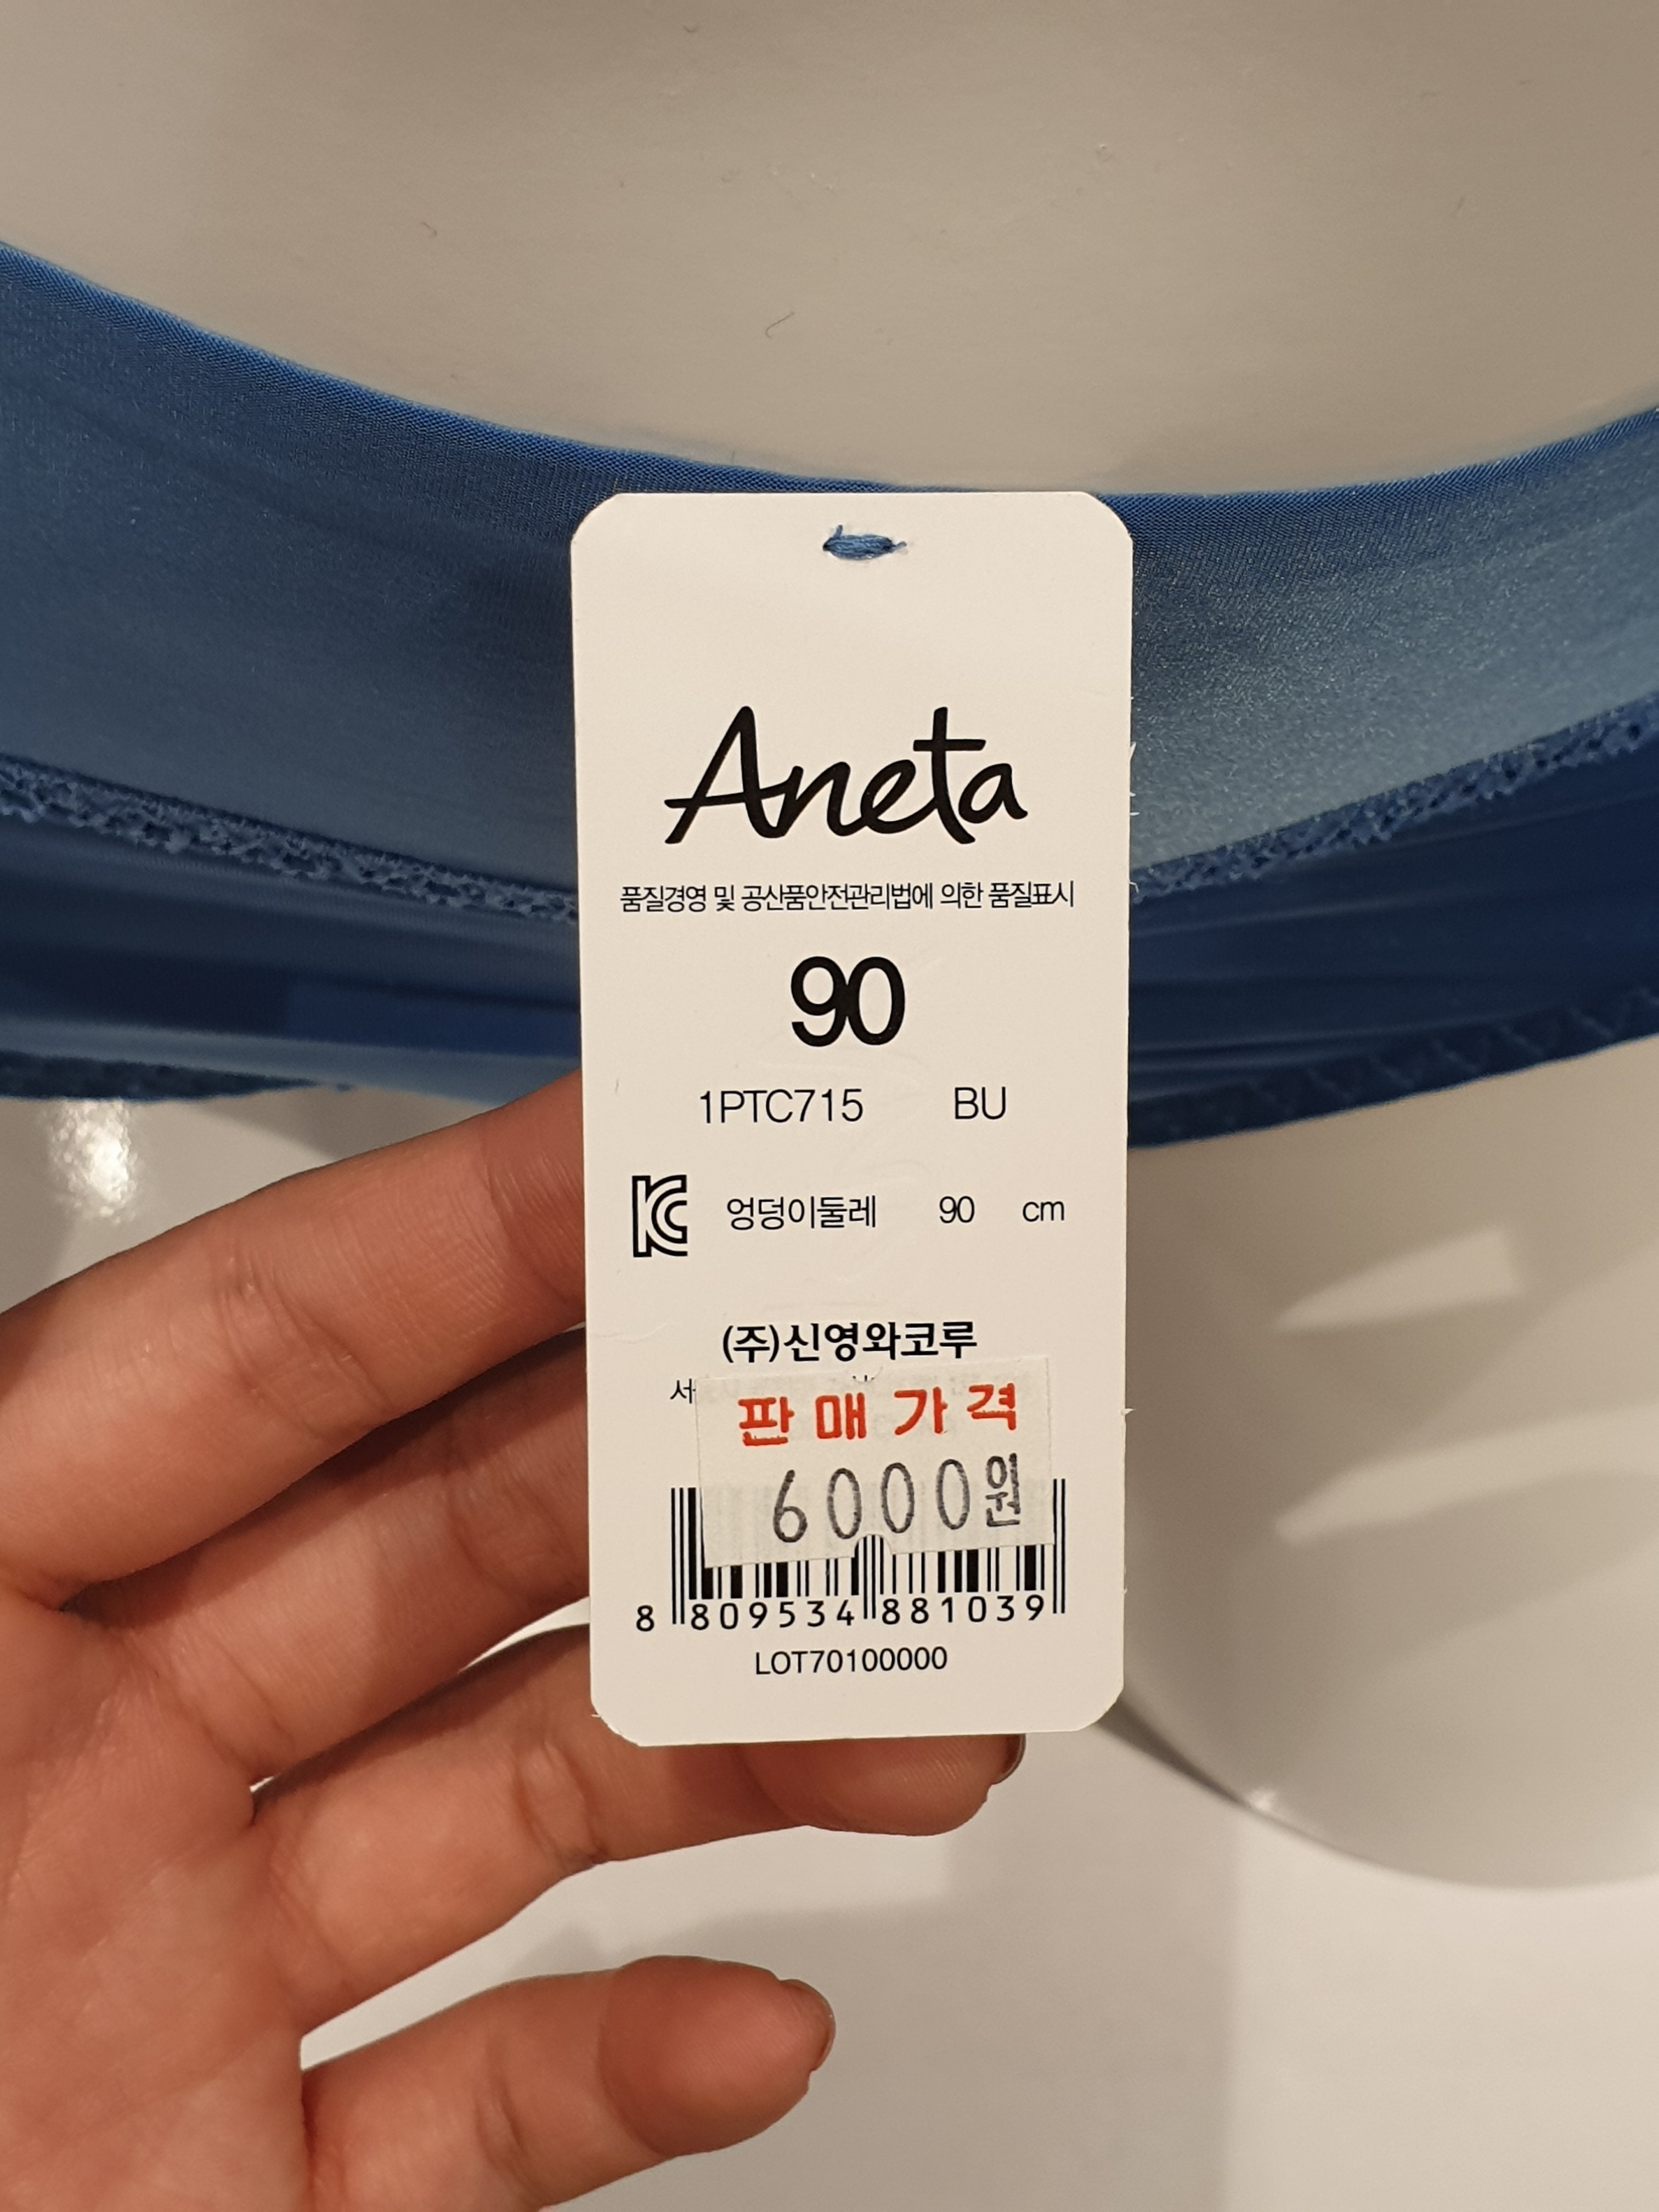 Aneta
품질경영 및 공산품안전관리법에 의한 품질표시
90
1PTC715 BU
엉덩이둘레 90 cm
(주)신영와코루
판매가격
6000원
8 809534 881039
LOT70100000